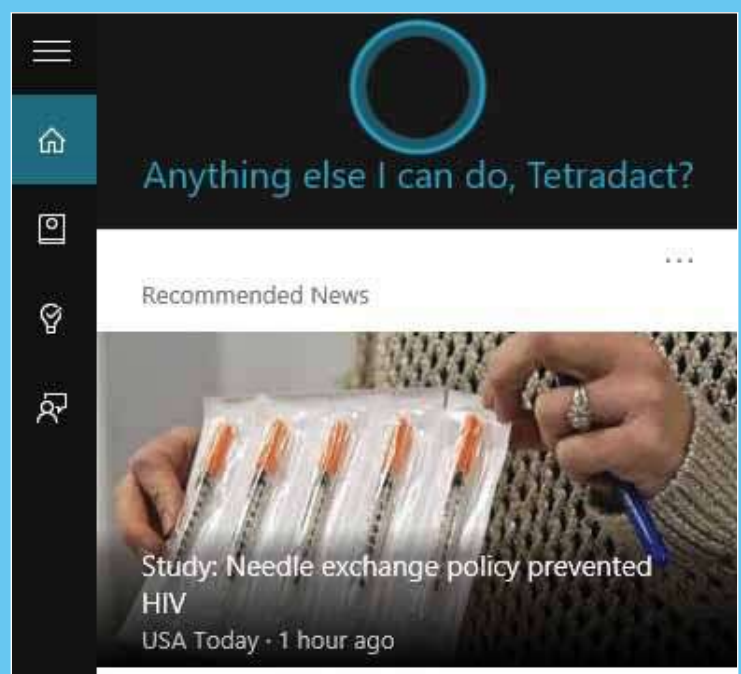 Anything else I can do, Tetradact?
Recommended News
Study: Needle exchange policy prevented
HIV
USA Today · 1 hour ago